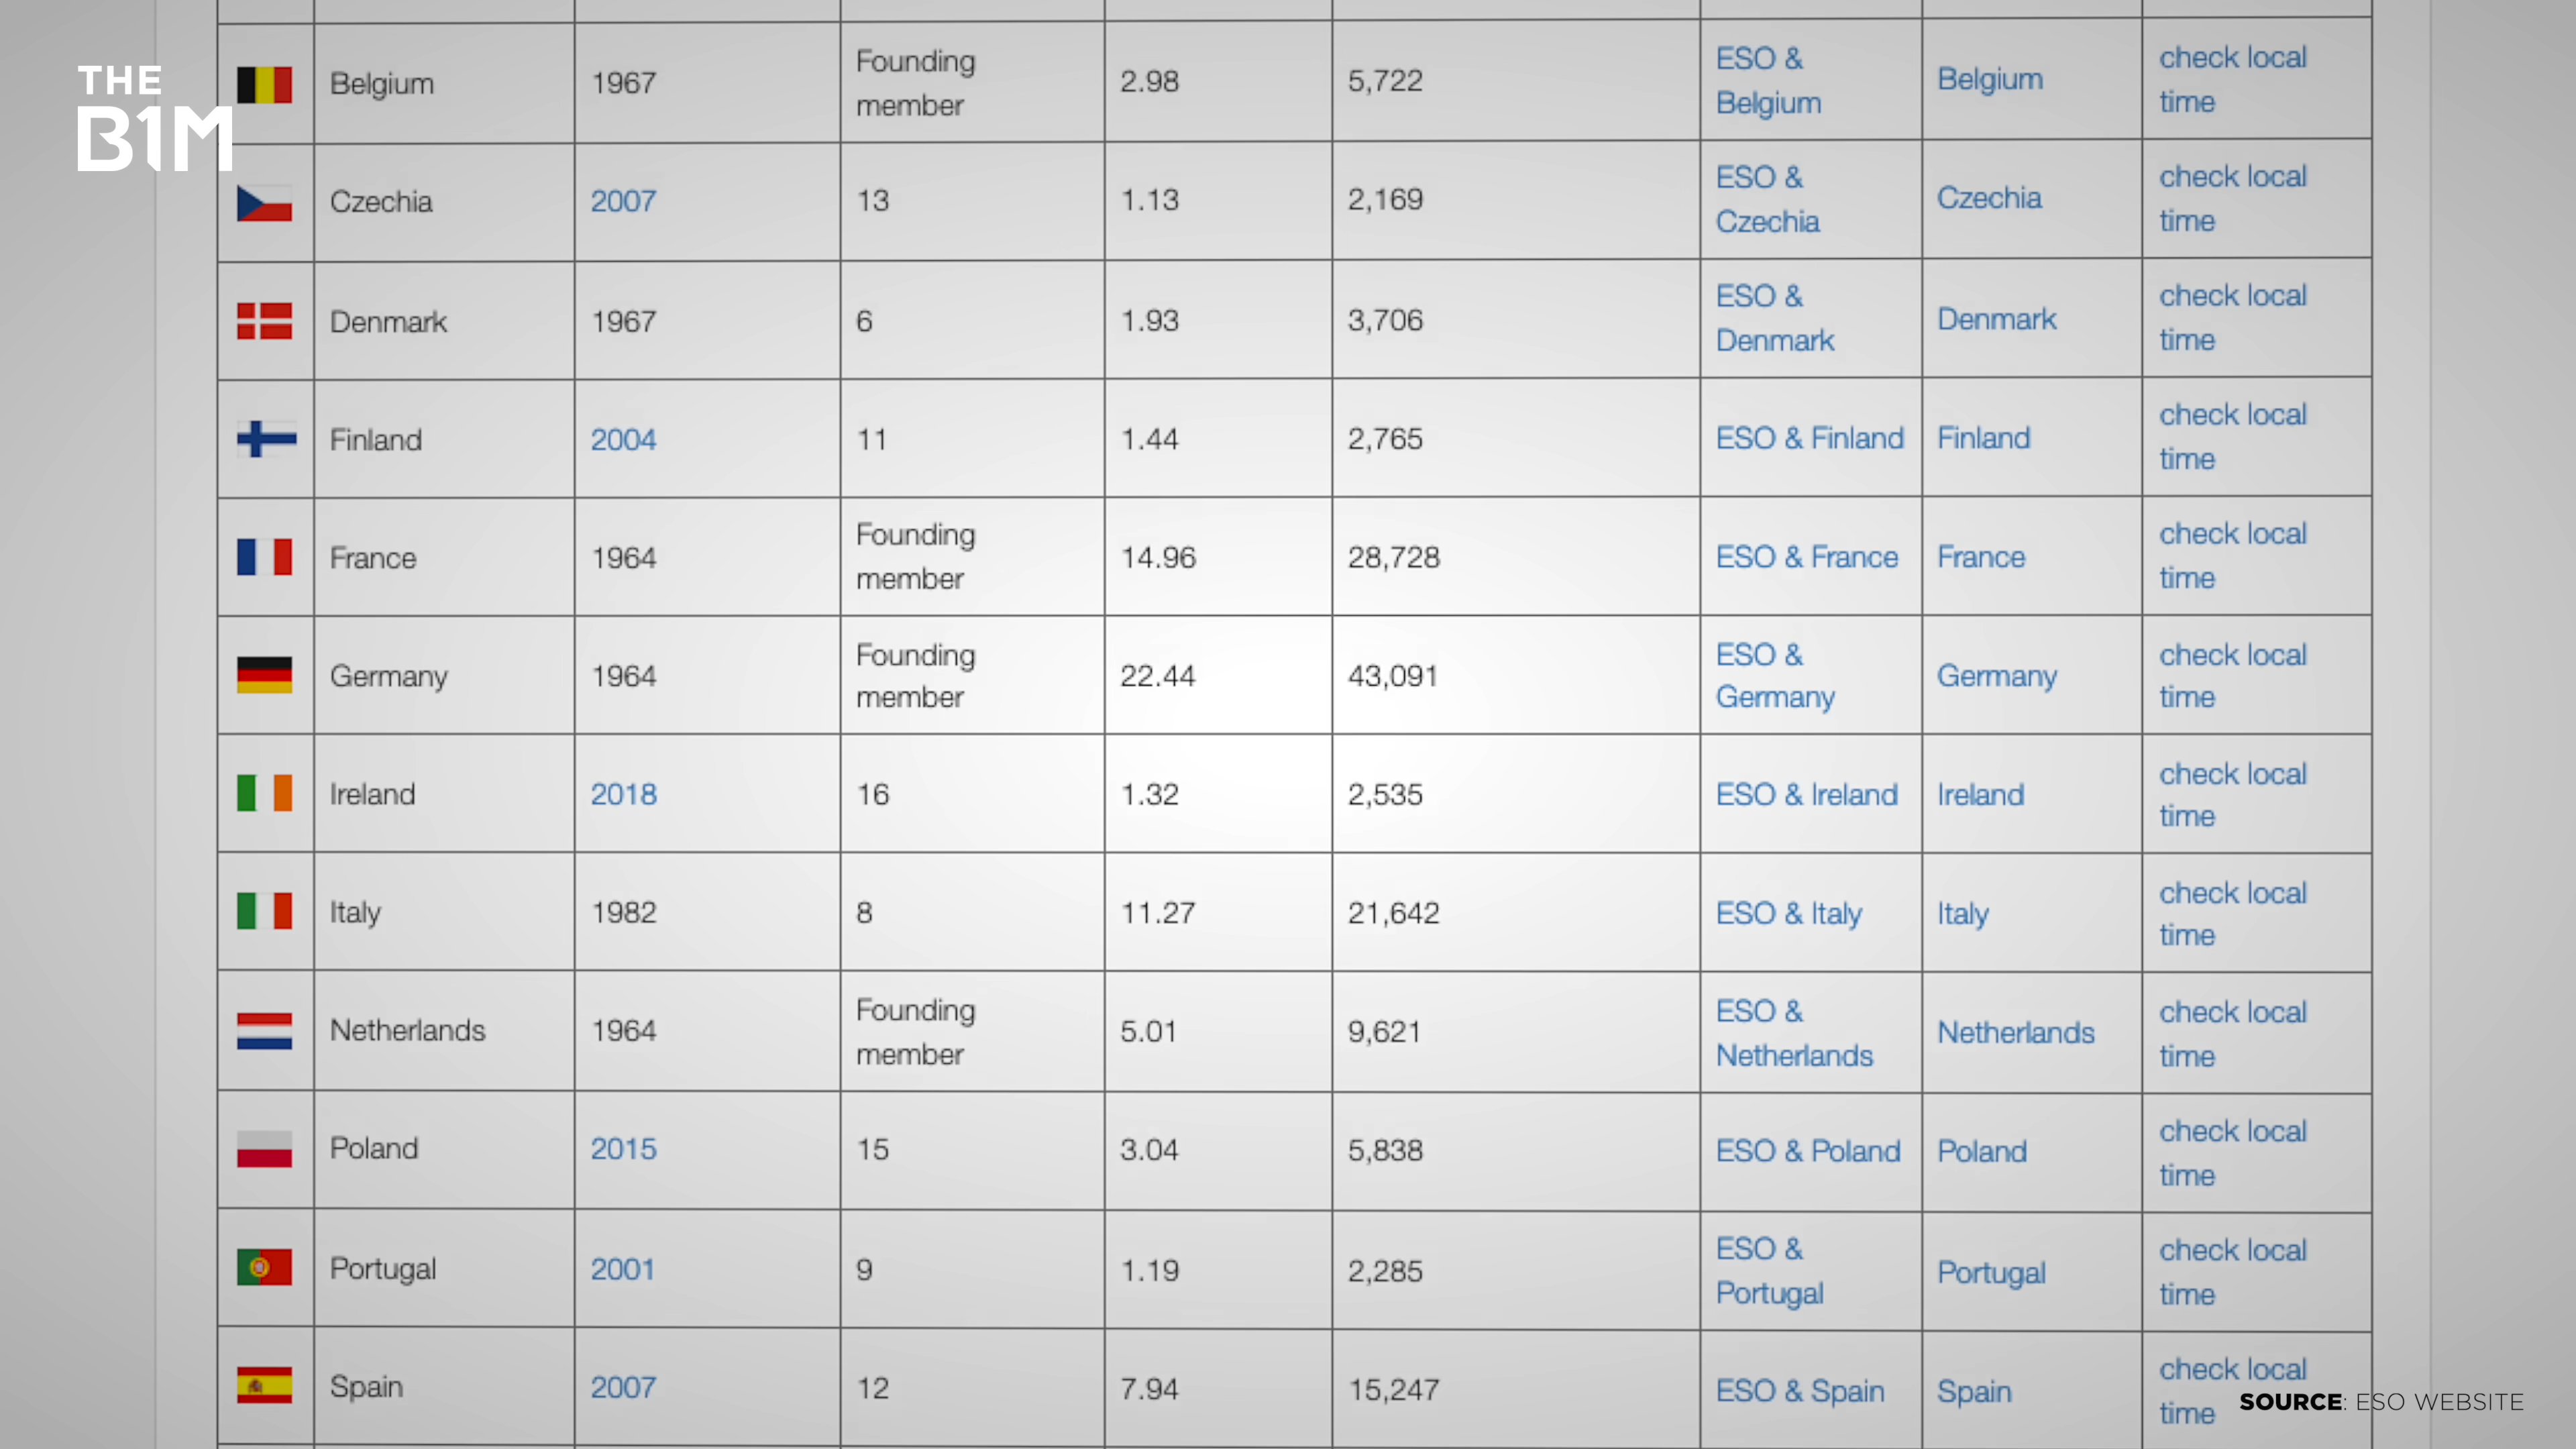 THE
B1M
Belgium 1967 Founding member 2.98 5,722 ESO & Belgium Belgium check local time
Czechia 2007 13 1.13 2,169 ESO & Czechia Czechia check local time
Denmark 1967 6 1.93 3,706 ESO & Denmark Denmark check local time
Finland 2004 11 1.44 2,765 ESO & Finland Finland check local time
France 1964 Founding member 14.96 28,728 ESO & France France check local time
Germany 1964 Founding member 22.44 43,091 ESO & Germany Germany check local time
Ireland 2018 16 1.32 2,535 ESO & Ireland Ireland check local time
Italy 1982 8 11.27 21,642 ESO & Italy Italy check local time
Netherlands 1964 Founding member 5.01 9,621 ESO & Netherlands Netherlands check local time
Poland 2015 15 3.04 5,838 ESO & Poland Poland check local time
Portugal 2001 9 1.19 2,285 ESO & Portugal Portugal check local time
Spain 2007 12 7.94 15,247 ESO & Spain Spain check local time
SOURCE: ESO WEBSITE